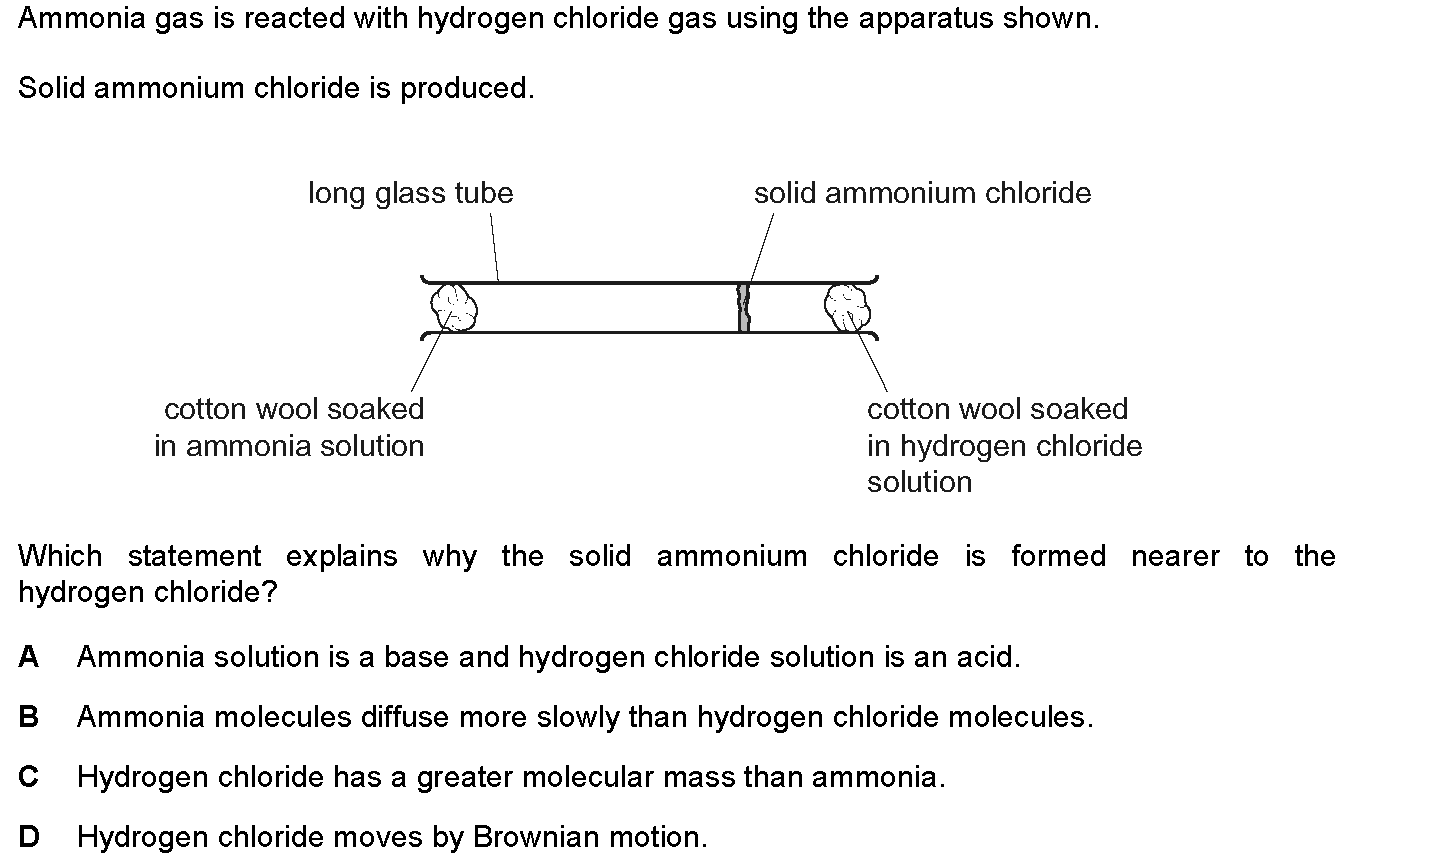 Ammonia gas is reacted with hydrogen chloride gas using the apparatus shown.
Solid ammonium chloride is produced.
long glass tube
solid ammonium chloride
cotton wool soaked
in ammonia solution
cotton wool soaked
in hydrogen chloride
solution
Which statement explains why the solid ammonium chloride is formed nearer to the
hydrogen chloride?
A Ammonia solution is a base and hydrogen chloride solution is an acid.
B Ammonia molecules diffuse more slowly than hydrogen chloride molecules.
C Hydrogen chloride has a greater molecular mass than ammonia.
D Hydrogen chloride moves by Brownian motion.